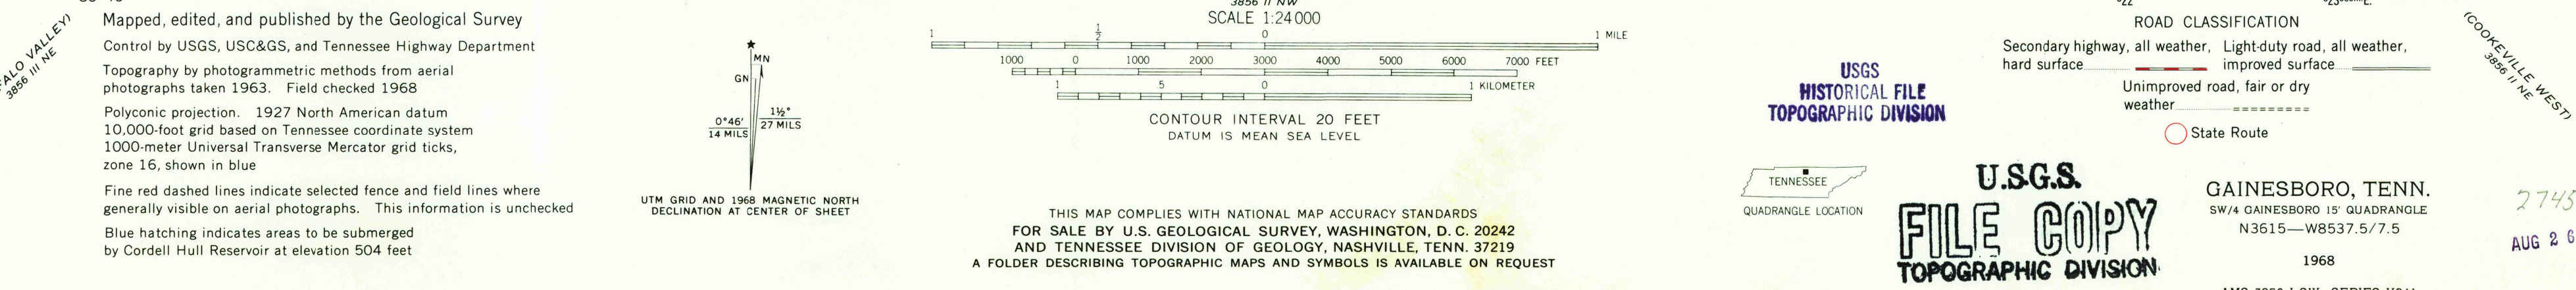 Mapped, edited, and published by the Geological Survey
Control by USGS, USC&GS, and Tennessee Highway Department
Topography by photogrammetric methods from aerial
photographs taken 1963. Field checked 1968
Polyconic projection. 1927 North American datum
10,000-foot grid based on Tennessee coordinate system
1000-meter Universal Transverse Mercator grid ticks,
zone 16, shown in blue
Fine red dashed lines indicate selected fence and field lines where
generally visible on aerial photographs. This information is unchecked
Blue hatching indicates areas to be submerged
by Cordell Hull Reservoir at elevation 504 feet
VALLEY)
3856 III NE
MN
GN
0°46′
14 MILS
1½°
27 MILS
UTM GRID AND 1968 MAGNETIC NORTH
DECLINATION AT CENTER OF SHEET
3856 II NW
SCALE 1:24 000
1 ½ 0 1 MILE
1000 0 1000 2000 3000 4000 5000 6000 7000 FEET
1 .5 0 1 KILOMETER
CONTOUR INTERVAL 20 FEET
DATUM IS MEAN SEA LEVEL
THIS MAP COMPLIES WITH NATIONAL MAP ACCURACY STANDARDS
FOR SALE BY U.S. GEOLOGICAL SURVEY, WASHINGTON, D. C. 20242
AND TENNESSEE DIVISION OF GEOLOGY, NASHVILLE, TENN. 37219
A FOLDER DESCRIBING TOPOGRAPHIC MAPS AND SYMBOLS IS AVAILABLE ON REQUEST
USGS
HISTORICAL FILE
TOPOGRAPHIC DIVISION
TENNESSEE
QUADRANGLE LOCATION
U.S.G.S.
FILE COPY
TOPOGRAPHIC DIVISION
ROAD CLASSIFICATION
Secondary highway, all weather,
hard surface
Light-duty road, all weather,
improved surface
Unimproved road, fair or dry
weather
State Route
(COOKEVILLE WEST)
3856 II NE
GAINESBORO, TENN.
SW/4 GAINESBORO 15′ QUADRANGLE
N3615—W8537.5/7.5
1968
2745
AUG 26